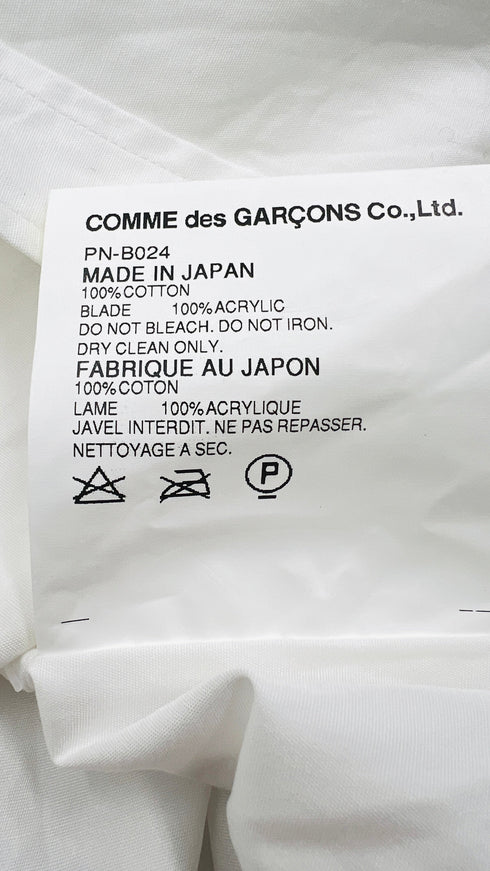 COMME des GARÇONS Co.,Ltd.
PN-B024
MADE IN JAPAN
100%COTTON
BLADE 100%ACRYLIC
DO NOT BLEACH. DO NOT IRON.
DRY CLEAN ONLY.
FABRIQUE AU JAPON
100%COTON
LAME 100%ACRYLIQUE
JAVEL INTERDIT. NE PAS REPASSER.
NETTOYAGE A SEC.
P